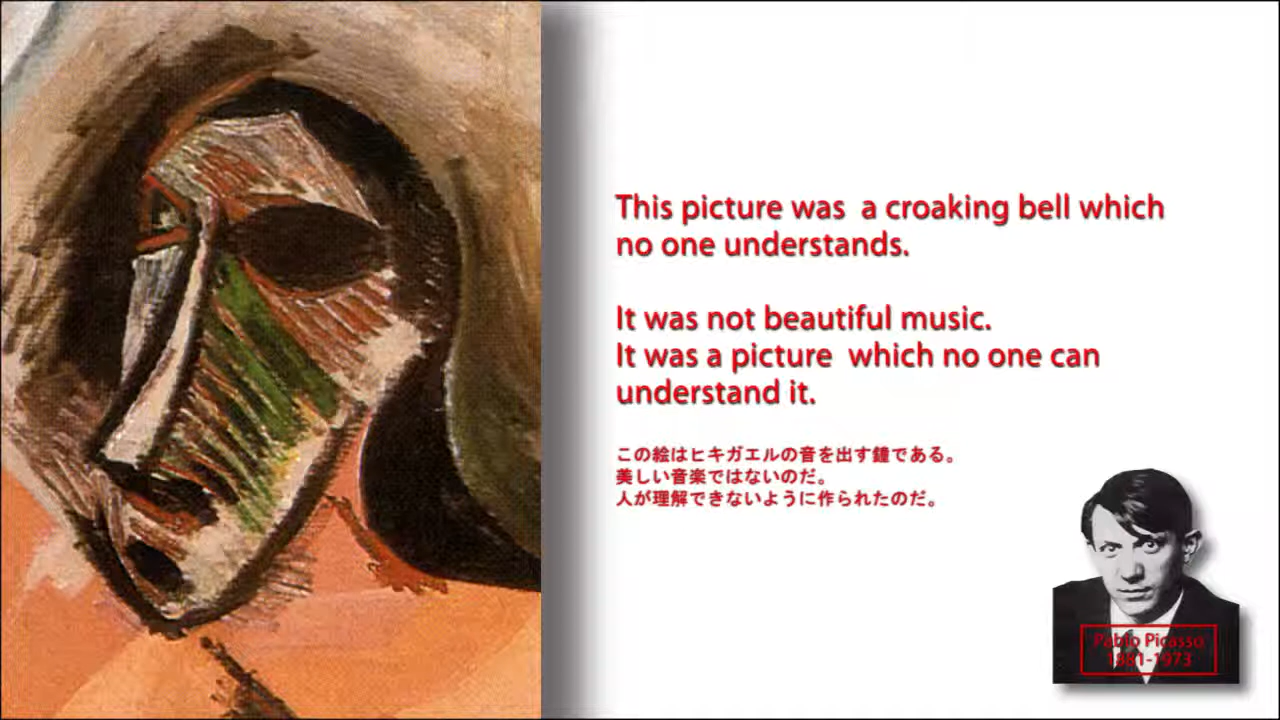 This picture was  a croaking bell which
no one understands.
It was not beautiful music.
It was a picture  which no one can
understand it.
この絵はヒキガエルの音を出す鐘である。
美しい音楽ではないのだ。
人が理解できないように作られたのだ。
Pablo Picasso
1881-1973